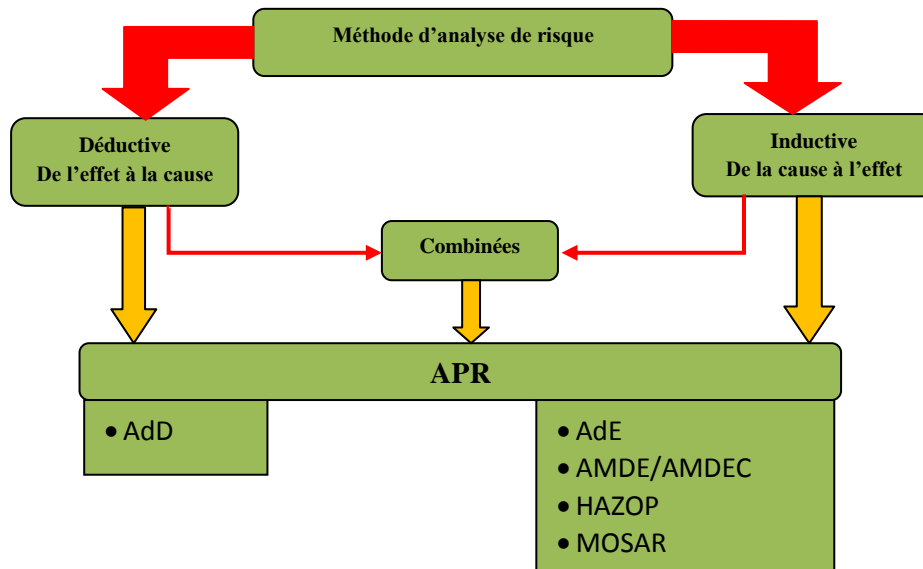 Méthode d'analyse de risque
Déductive
De l'effet à la cause
Inductive
De la cause à l'effet
Combinées
APR
• AdD
• AdE
• AMDE/AMDEC
• HAZOP
• MOSAR